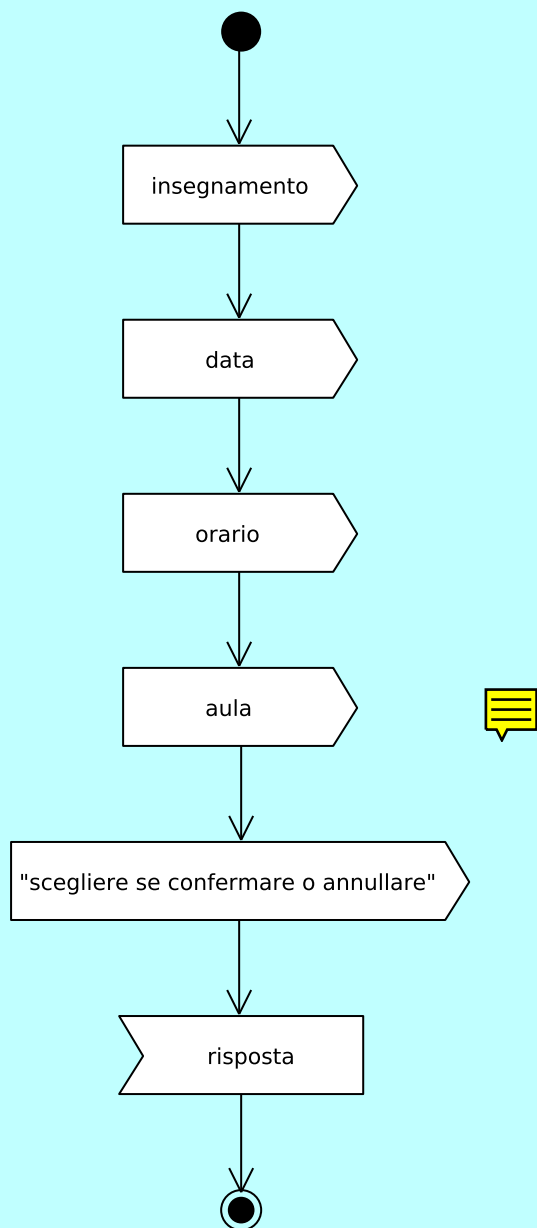 insegnamento
data
orario
aula
"scegliere se confermare o annullare"
risposta